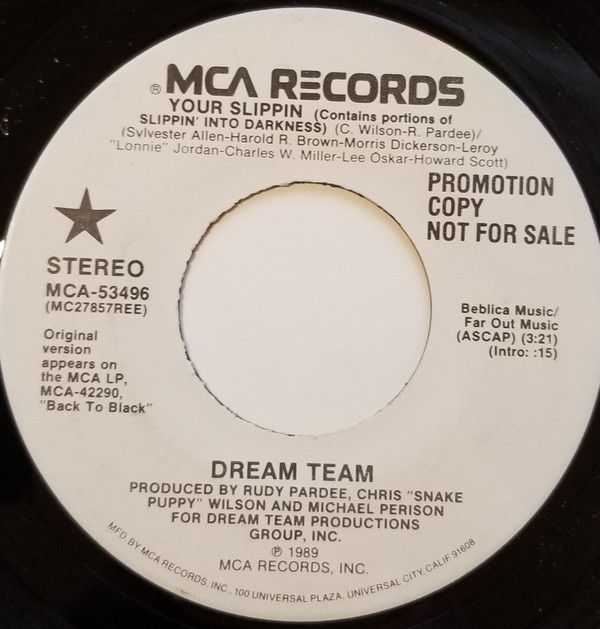 ® MCA RECORDS
YOUR SLIPPIN (Contains portions of
SLIPPIN' INTO DARKNESS) (C. Wilson-R. Pardee)/
(Sylvester Allen-Harold R. Brown-Morris Dickerson-Leroy
"Lonnie" Jordan-Charles W. Miller-Lee Oskar-Howard Scott)
PROMOTION
COPY
NOT FOR SALE
STEREO
MCA-53496
(MC27857REE)
Original
version
appears on
the MCA LP,
MCA-42290,
"Back To Black"
Beblica Music/
Far Out Music
(ASCAP) (3:21)
(Intro: :15)
DREAM TEAM
PRODUCED BY RUDY PARDEE, CHRIS "SNAKE
PUPPY" WILSON AND MICHAEL PERISON
FOR DREAM TEAM PRODUCTIONS
GROUP, INC.
℗ 1989
MCA RECORDS, INC.
MFD BY MCA RECORDS, INC., 100 UNIVERSAL PLAZA, UNIVERSAL CITY, CALIF 91608